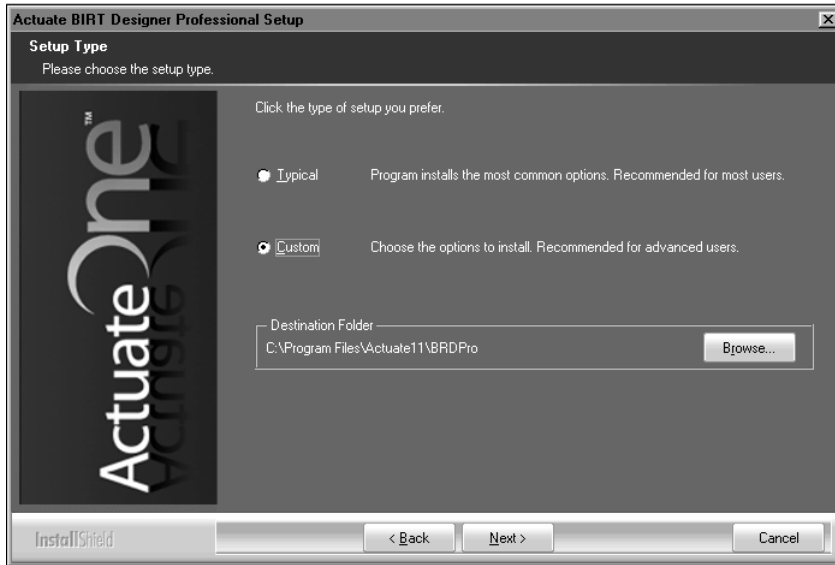 Actuate BIRT Designer Professional Setup
Setup Type
Please choose the setup type.
ActuateOne™
Click the type of setup you prefer.
Typical Program installs the most common options. Recommended for most users.
Custom Choose the options to install. Recommended for advanced users.
Destination Folder
C:\Program Files\Actuate11\BRDPro
Browse...
InstallShield
< Back Next > Cancel